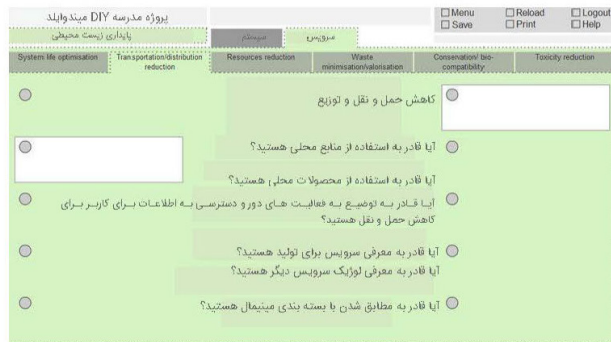 پروژه مدرسه DIY میندوایلد
Menu Reload Logout
Save Print Help
پایداری زیست محیطی
سیستم
سرویس
System life optimisation
Transportation/distribution reduction
Resources reduction
Waste minimisation/valorisation
Conservation/ bio-compatibility
Toxicity reduction
کاهش حمل و نقل و توزیع
آیا قادر به استفاده از منابع محلی هستید؟
آیا قادر به استفاده از محصولات محلی هستید؟
آیا قادر به توضیع به فعالیت های دور و دسترسی به اطلاعات برای کاربر برای
کاهش حمل و نقل هستید؟
آیا قادر به معرفی سرویس برای تولید هستید؟
آیا قادر به معرفی لوژیک سرویس دیگر هستید؟
آیا قادر به مطابق شدن با بسته بندی مینیمال هستید؟